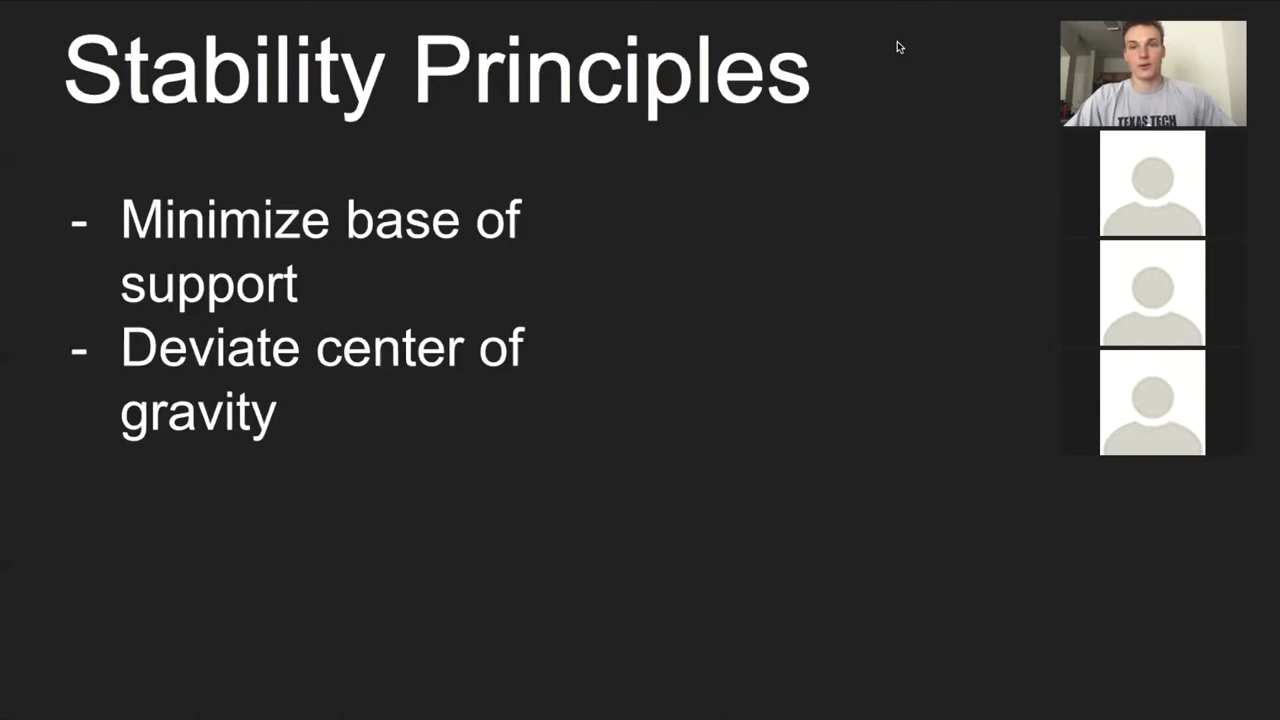 Stability Principles
- Minimize base of
support
- Deviate center of
gravity
TEXAS TECH